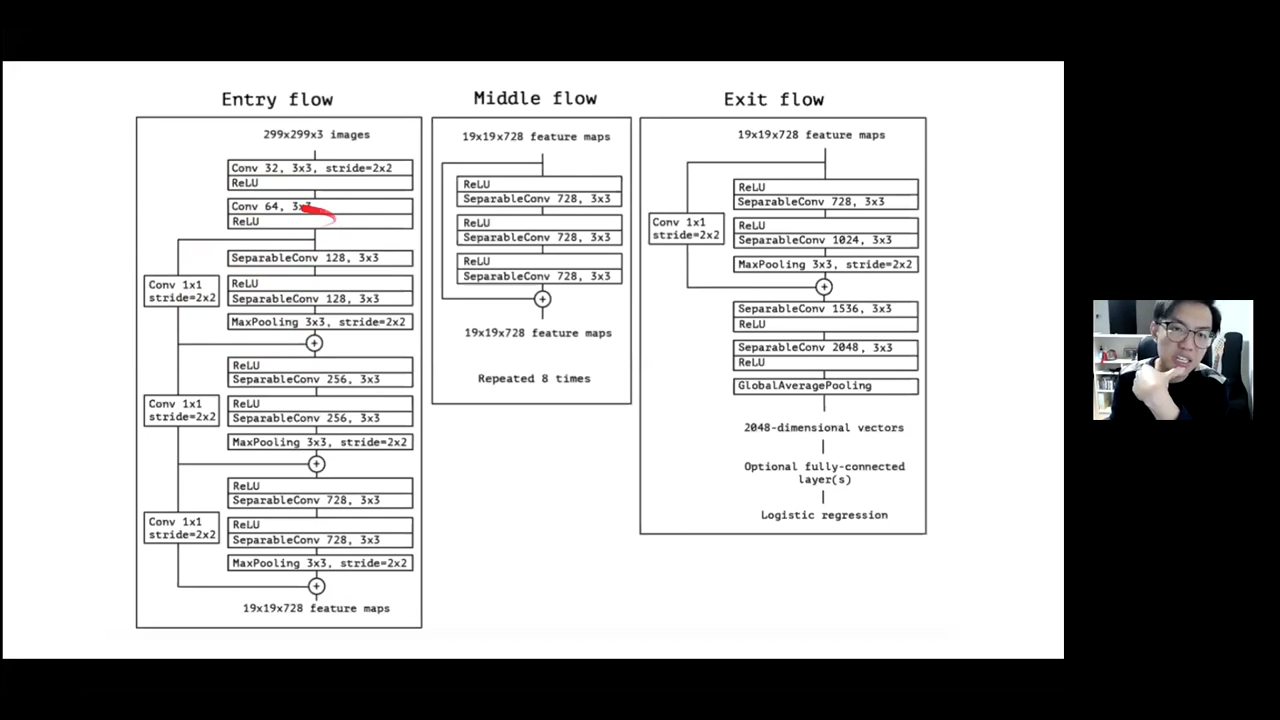 Entry flow
299x299x3 images
Conv 32, 3x3, stride=2x2
ReLU
Conv 64, 3x3
ReLU
SeparableConv 128, 3x3
Conv 1x1
stride=2x2
ReLU
SeparableConv 128, 3x3
MaxPooling 3x3, stride=2x2
+
ReLU
SeparableConv 256, 3x3
Conv 1x1
stride=2x2
ReLU
SeparableConv 256, 3x3
MaxPooling 3x3, stride=2x2
+
ReLU
SeparableConv 728, 3x3
Conv 1x1
stride=2x2
ReLU
SeparableConv 728, 3x3
MaxPooling 3x3, stride=2x2
+
19x19x728 feature maps
Middle flow
19x19x728 feature maps
ReLU
SeparableConv 728, 3x3
ReLU
SeparableConv 728, 3x3
ReLU
SeparableConv 728, 3x3
+
19x19x728 feature maps
Repeated 8 times
Exit flow
19x19x728 feature maps
ReLU
SeparableConv 728, 3x3
Conv 1x1
stride=2x2
ReLU
SeparableConv 1024, 3x3
MaxPooling 3x3, stride=2x2
+
SeparableConv 1536, 3x3
ReLU
SeparableConv 2048, 3x3
ReLU
GlobalAveragePooling
2048-dimensional vectors
Optional fully-connected
layer(s)
Logistic regression